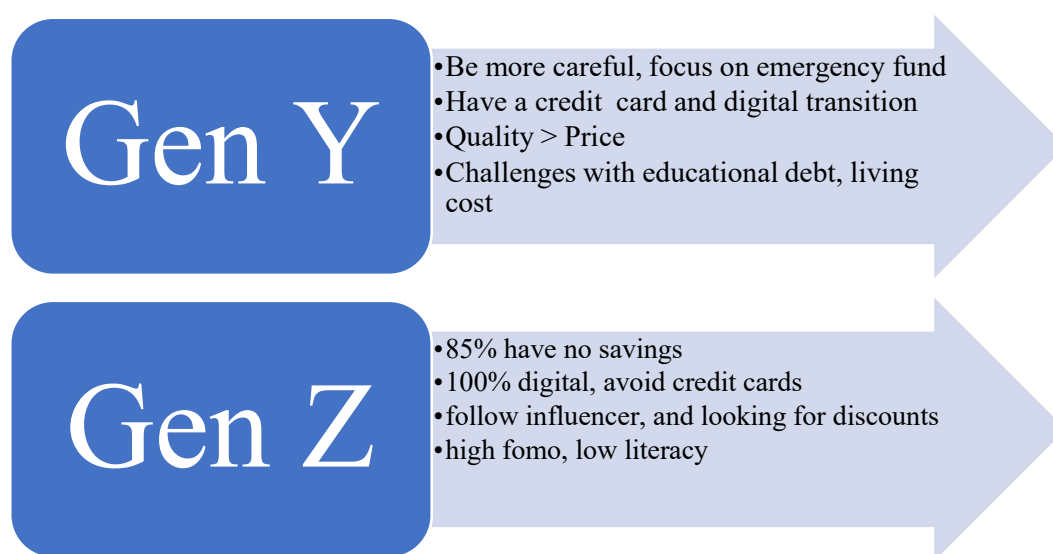 Gen Y
•Be more careful, focus on emergency fund
•Have a credit  card and digital transition
•Quality > Price
•Challenges with educational debt, living
cost
Gen Z
•85% have no savings
•100% digital, avoid credit cards
•follow influencer, and looking for discounts
•high fomo, low literacy